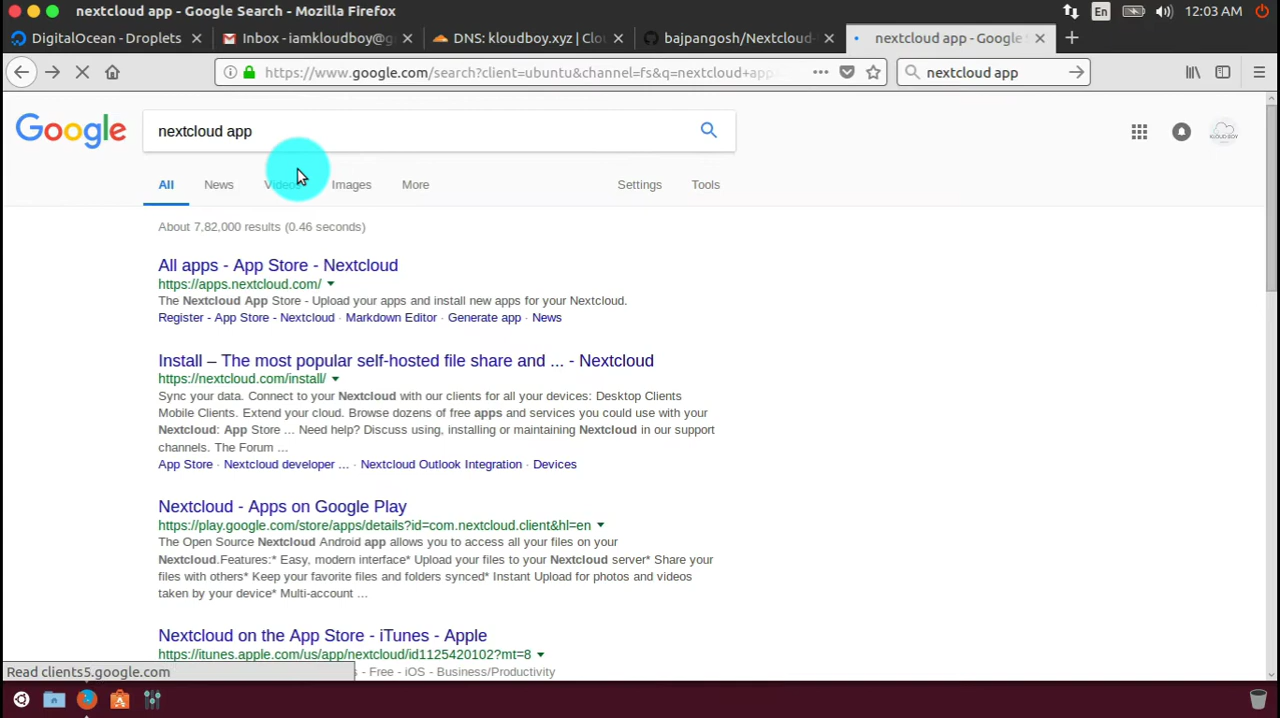 nextcloud app - Google Search - Mozilla Firefox
En
12:03 AM
DigitalOcean - Droplets
Inbox - iamkloudboy@g
DNS: kloudboy.xyz | Clou
bajpangosh/Nextcloud-
nextcloud app - Google S
https://www.google.com/search?client=ubuntu&channel=fs&q=nextcloud+app&
nextcloud app
Google
nextcloud app
KLOUD BOY
All
News
Videos
Images
More
Settings
Tools
About 7,82,000 results (0.46 seconds)
All apps - App Store - Nextcloud
https://apps.nextcloud.com/
The Nextcloud App Store - Upload your apps and install new apps for your Nextcloud.
Register - App Store - Nextcloud · Markdown Editor · Generate app · News
Install – The most popular self-hosted file share and ... - Nextcloud
https://nextcloud.com/install/
Sync your data. Connect to your Nextcloud with our clients for all your devices: Desktop Clients
Mobile Clients. Extend your cloud. Browse dozens of free apps and services you could use with your
Nextcloud: App Store ... Need help? Discuss using, installing or maintaining Nextcloud in our support
channels. The Forum ...
App Store · Nextcloud developer ... · Nextcloud Outlook Integration · Devices
Nextcloud - Apps on Google Play
https://play.google.com/store/apps/details?id=com.nextcloud.client&hl=en
The Open Source Nextcloud Android app allows you to access all your files on your
Nextcloud.Features:* Easy, modern interface* Upload your files to your Nextcloud server* Share your
files with others* Keep your favorite files and folders synced* Instant Upload for photos and videos
taken by your device* Multi-account ...
Nextcloud on the App Store - iTunes - Apple
https://itunes.apple.com/us/app/nextcloud/id1125420102?mt=8
Read clients5.google.com
- Free - iOS - Business/Productivity